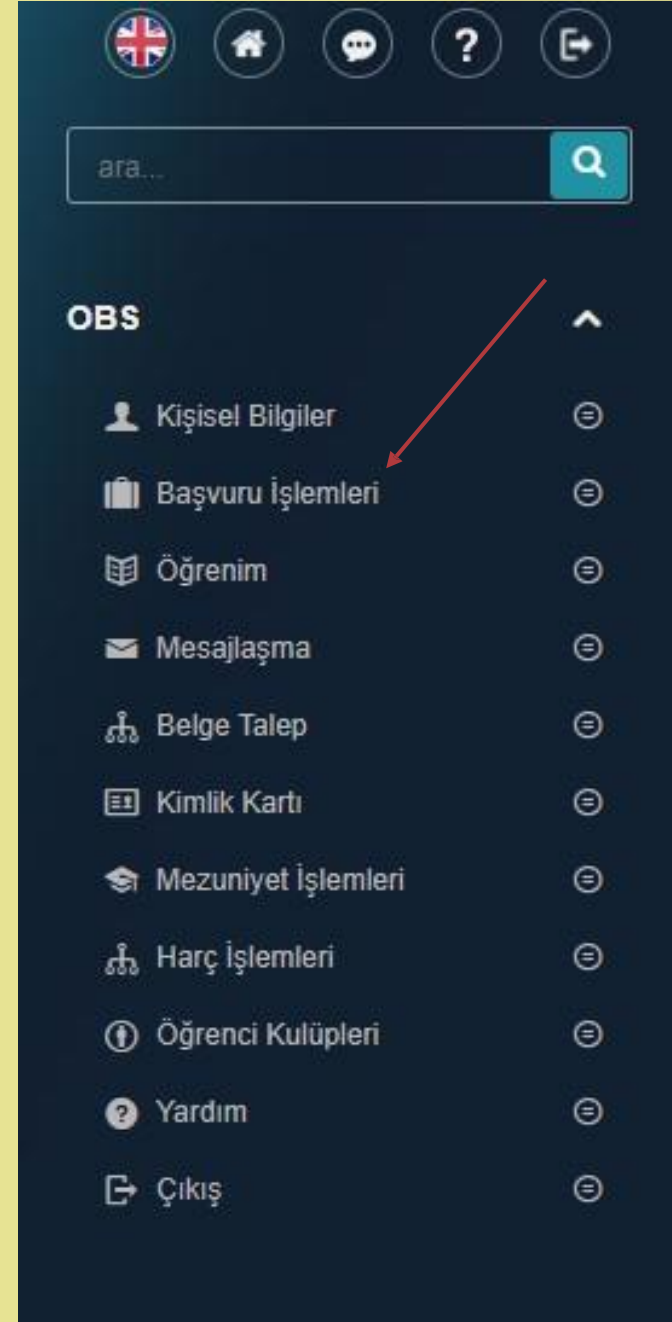 ara...
OBS
Kişisel Bilgiler
Başvuru İşlemleri
Öğrenim
Mesajlaşma
Belge Talep
Kimlik Kartı
Mezuniyet İşlemleri
Harç İşlemleri
Öğrenci Kulüpleri
Yardım
Çıkış